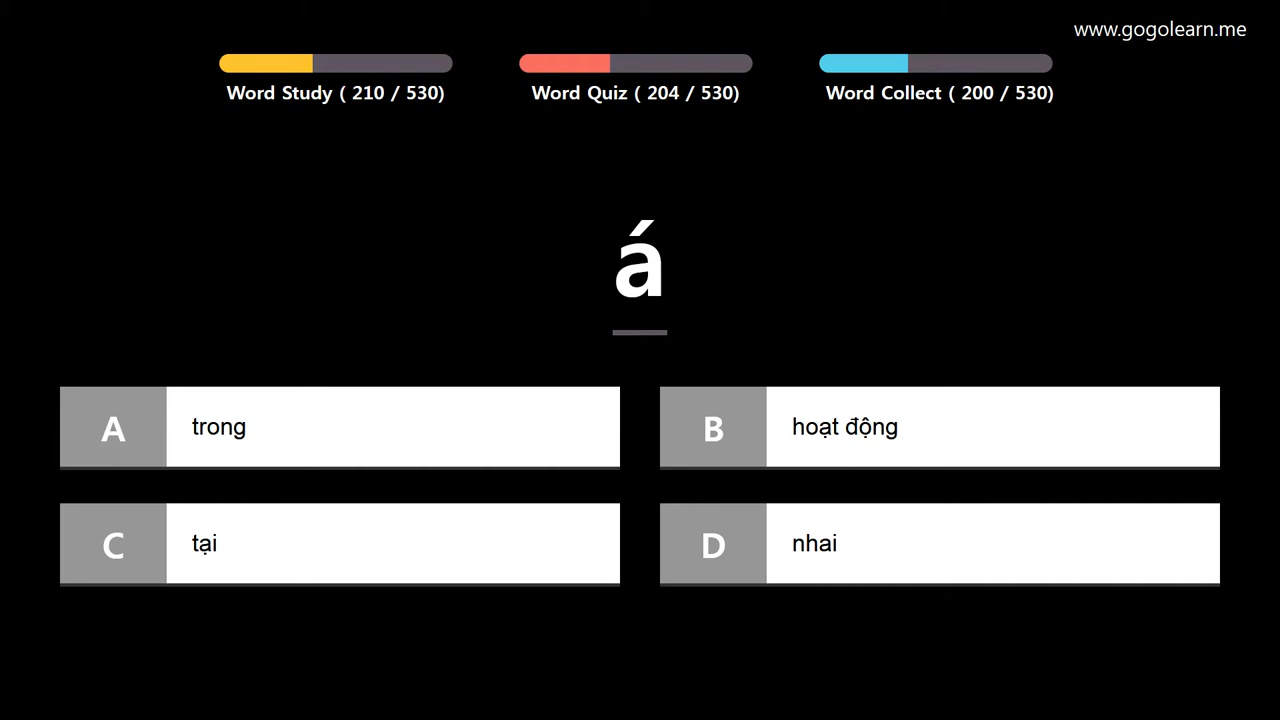 www.gogolearn.me
Word Study ( 210 / 530)
Word Quiz ( 204 / 530)
Word Collect ( 200 / 530)
á
A trong
B hoạt động
C tại
D nhai